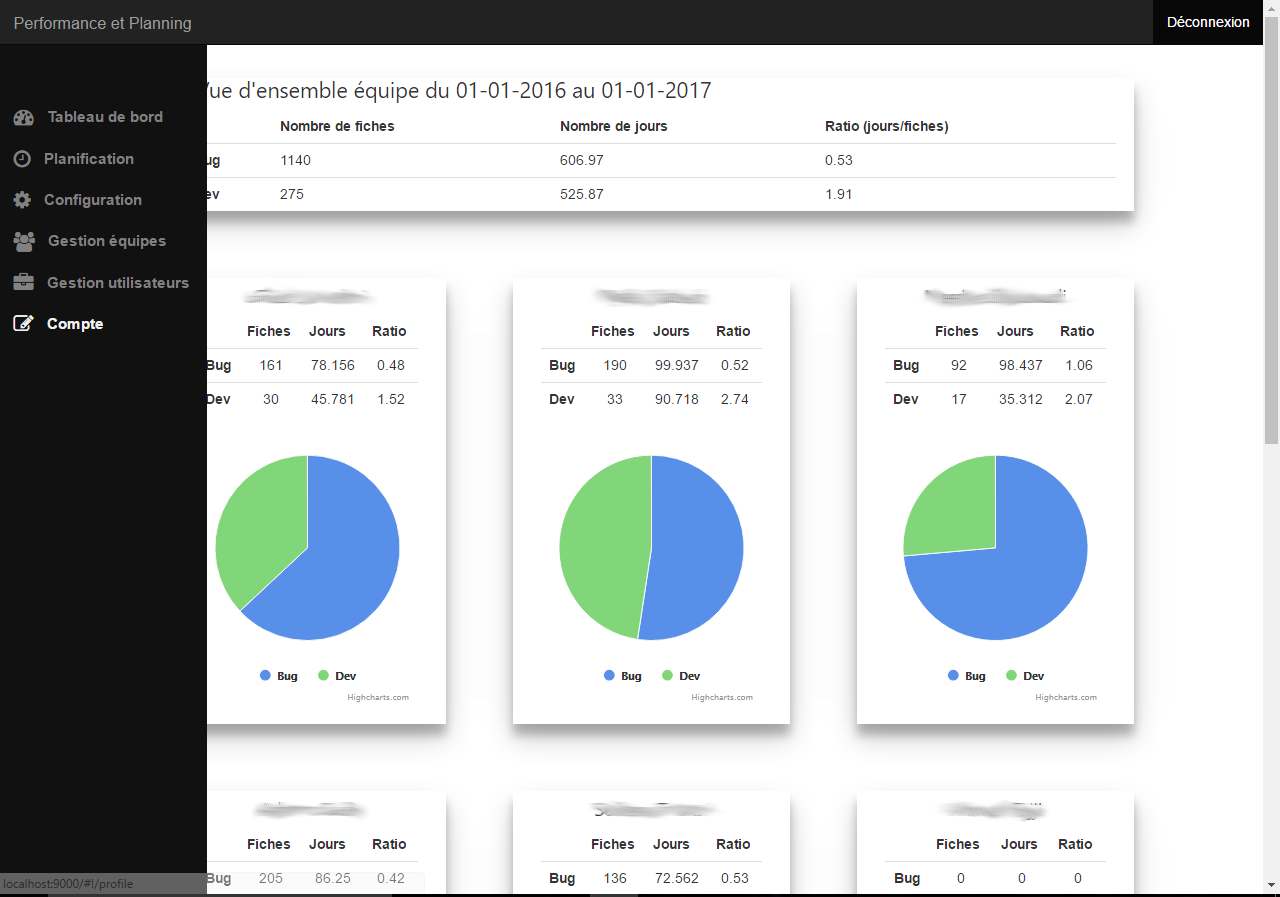 Performance et Planning
Déconnexion
Tableau de bord
Planification
Configuration
Gestion équipes
Gestion utilisateurs
Compte
Vue d'ensemble équipe du 01-01-2016 au 01-01-2017
Nombre de fiches Nombre de jours Ratio (jours/fiches)
ug 1140 606.97 0.53
ev 275 525.87 1.91
Fiches Jours Ratio
Bug 161 78.156 0.48
Dev 30 45.781 1.52
Bug Dev
Highcharts.com
Fiches Jours Ratio
Bug 190 99.937 0.52
Dev 33 90.718 2.74
Bug Dev
Highcharts.com
Fiches Jours Ratio
Bug 92 98.437 1.06
Dev 17 35.312 2.07
Bug Dev
Highcharts.com
Fiches Jours Ratio
Bug 205 86.25 0.42
Fiches Jours Ratio
Bug 136 72.562 0.53
Fiches Jours Ratio
Bug 0 0 0
localhost:9000/#!/profile